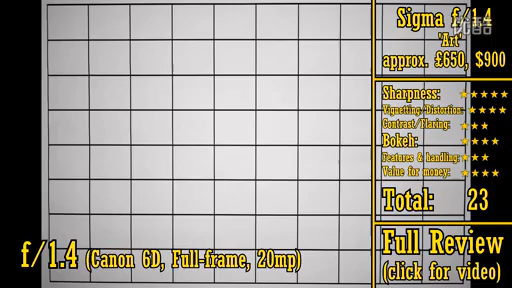 Sigma f/1.4
"Art"
approx. £650, $900
Sharpness: ★★★★★
Vignetting/Distortion: ★★★★
Contrast/Flaring: ★★★
Bokeh: ★★★★
Features & handling: ★★★
Value for money: ★★★★
Total: 23
f/1.4 (Canon 6D, Full-frame, 20mp)
Full Review
(click for video)